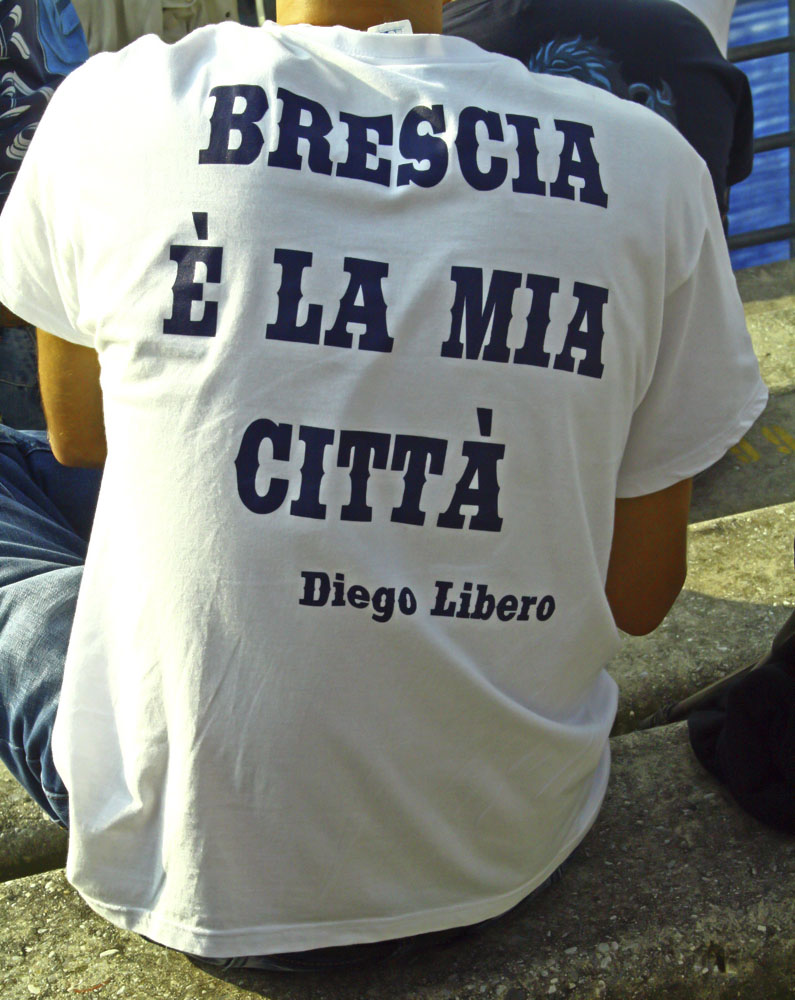 BRESCIA
È LA MIA
CITTÀ
Diego Libero